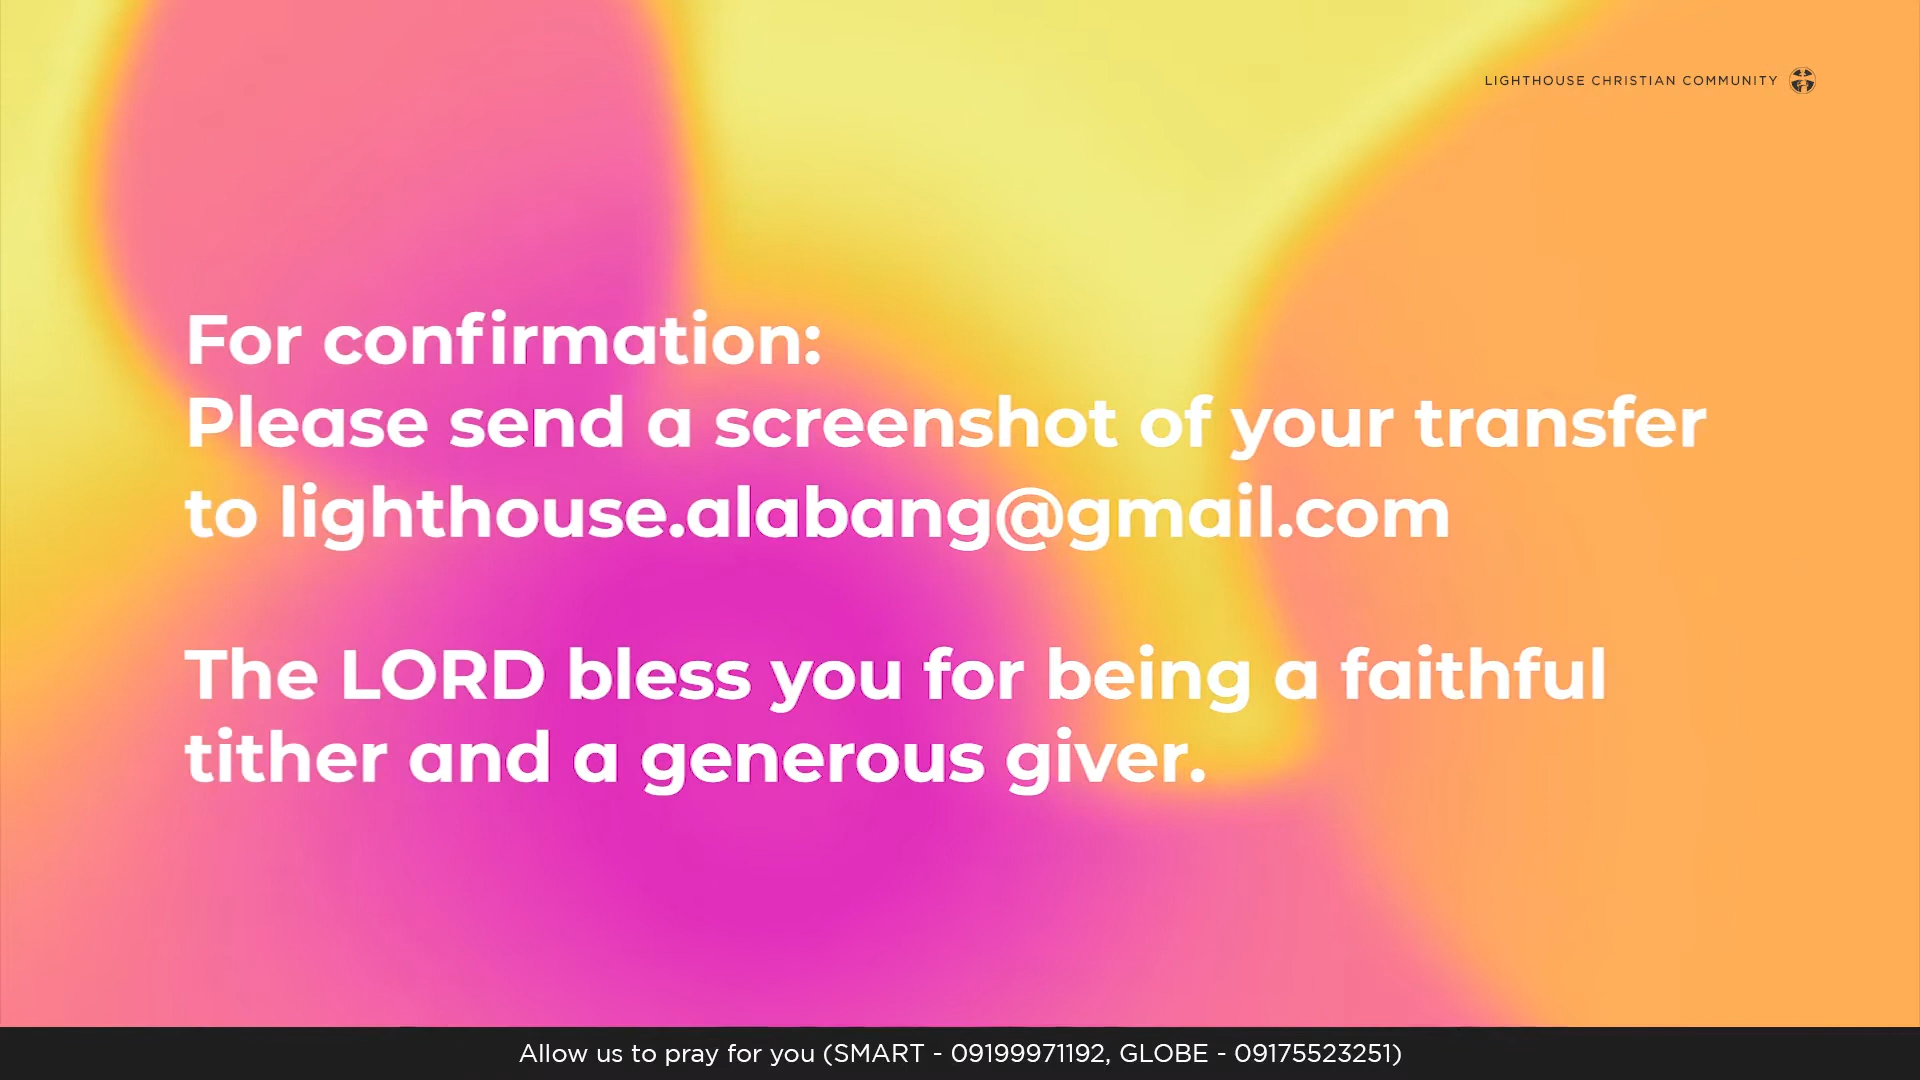 LIGHTHOUSE CHRISTIAN COMMUNITY
For confirmation:
Please send a screenshot of your transfer
to lighthouse.alabang@gmail.com
The LORD bless you for being a faithful
tither and a generous giver.
Allow us to pray for you (SMART - 09199971192, GLOBE - 09175523251)